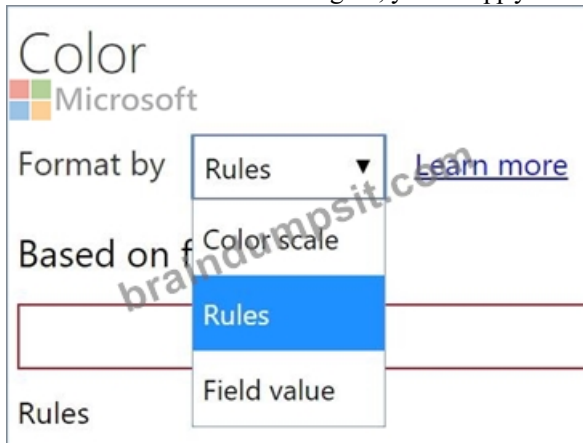 Color
Microsoft
Format by Rules ▼ Learn more
Color scale
Based on f
braindumpsit.com
Rules
Field value
Rules